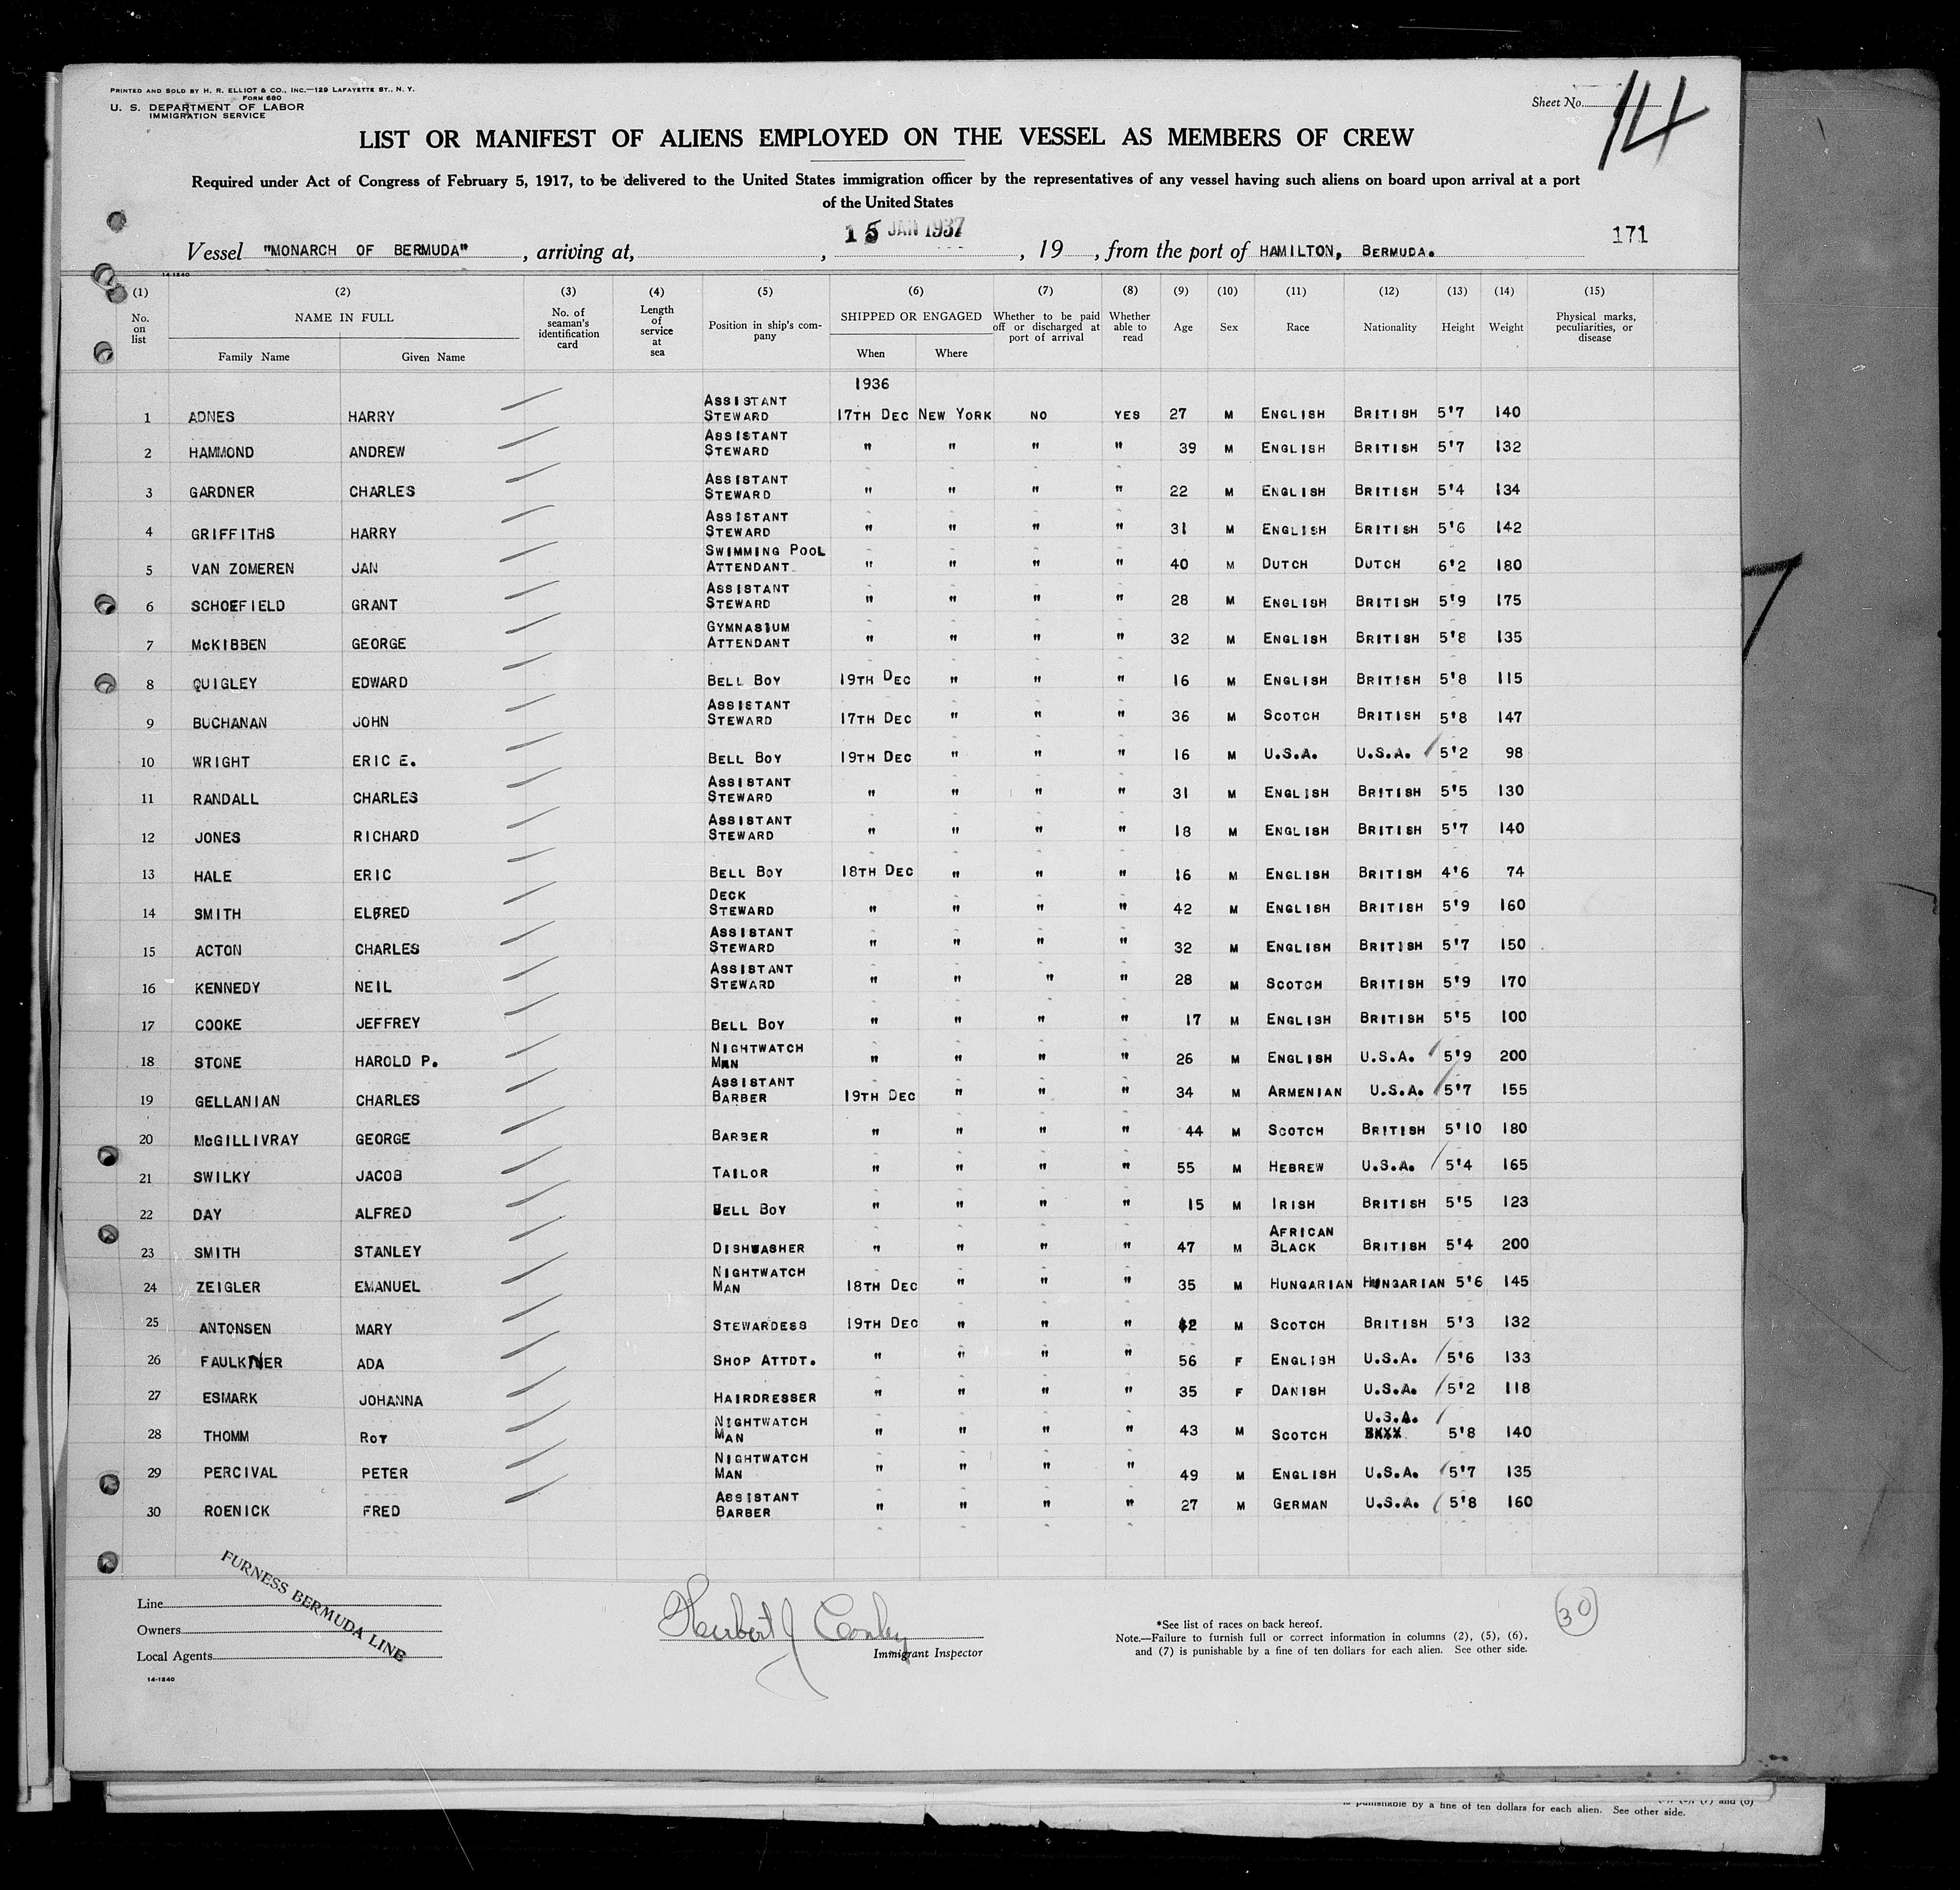 PRINTED AND SOLD BY H. R. ELLIOT & CO., INC.—129 LAFAYETTE ST., N. Y.
FORM 680
U. S. DEPARTMENT OF LABOR
IMMIGRATION SERVICE
Sheet No. 14
LIST OR MANIFEST OF ALIENS EMPLOYED ON THE VESSEL AS MEMBERS OF CREW
Required under Act of Congress of February 5, 1917, to be delivered to the United States immigration officer by the representatives of any vessel having such aliens on board upon arrival at a port
of the United States
15 JAN 1937
171
Vessel "MONARCH OF BERMUDA", arriving at, , , 19 , from the port of HAMILTON, BERMUDA.
14-1240
(1) (2) (3) (4) (5) (6) (7) (8) (9) (10) (11) (12) (13) (14) (15)
No. on list NAME IN FULL Family Name Given Name No. of seaman's identification card Length of service at sea Position in ship's company SHIPPED OR ENGAGED When Where Whether to be paid off or discharged at port of arrival Whether able to read Age Sex Race Nationality Height Weight Physical marks, peculiarities, or disease
1936
1 ADNES HARRY ASSISTANT STEWARD 17TH DEC NEW YORK NO YES 27 M ENGLISH BRITISH 5'7 140
2 HAMMOND ANDREW ASSISTANT STEWARD " " " " 39 M ENGLISH BRITISH 5'7 132
3 GARDNER CHARLES ASSISTANT STEWARD " " " " 22 M ENGLISH BRITISH 5'4 134
4 GRIFFITHS HARRY ASSISTANT STEWARD " " " " 31 M ENGLISH BRITISH 5'6 142
5 VAN ZOMEREN JAN SWIMMING POOL ATTENDANT " " " " 40 M DUTCH DUTCH 6'2 180
6 SCHOEFIELD GRANT ASSISTANT STEWARD " " " " 28 M ENGLISH BRITISH 5'9 175
7 McKIBBEN GEORGE GYMNASIUM ATTENDANT " " " " 32 M ENGLISH BRITISH 5'8 135
8 QUIGLEY EDWARD BELL BOY 19TH DEC " " " 16 M ENGLISH BRITISH 5'8 115
9 BUCHANAN JOHN ASSISTANT STEWARD 17TH DEC " " " 36 M SCOTCH BRITISH 5'8 147
10 WRIGHT ERIC E. BELL BOY 19TH DEC " " " 16 M U.S.A. U.S.A. 5'2 98
11 RANDALL CHARLES ASSISTANT STEWARD " " " " 31 M ENGLISH BRITISH 5'5 130
12 JONES RICHARD ASSISTANT STEWARD " " " " 18 M ENGLISH BRITISH 5'7 140
13 HALE ERIC BELL BOY 18TH DEC " " " 16 M ENGLISH BRITISH 4'6 74
14 SMITH ELFRED DECK STEWARD " " " " 42 M ENGLISH BRITISH 5'9 160
15 ACTON CHARLES ASSISTANT STEWARD " " " " 32 M ENGLISH BRITISH 5'7 150
16 KENNEDY NEIL ASSISTANT STEWARD " " " " 28 M SCOTCH BRITISH 5'9 170
17 COOKE JEFFREY BELL BOY " " " " 17 M ENGLISH BRITISH 5'5 100
18 STONE HAROLD P. NIGHTWATCH MAN " " " " 26 M ENGLISH U.S.A. 5'9 200
19 GELLANIAN CHARLES ASSISTANT BARBER 19TH DEC " " " 34 M ARMENIAN U.S.A. 5'7 155
20 McGILLIVRAY GEORGE BARBER " " " " 44 M SCOTCH BRITISH 5'10 180
21 SWILKY JACOB TAILOR " " " " 55 M HEBREW U.S.A. 5'4 165
22 DAY ALFRED BELL BOY " " " " 15 M IRISH BRITISH 5'5 123
23 SMITH STANLEY DISHWASHER " " " " 47 M AFRICAN BLACK BRITISH 5'4 200
24 ZEIGLER EMANUEL NIGHTWATCH MAN 18TH DEC " " " 35 M HUNGARIAN HUNGARIAN 5'6 145
25 ANTONSEN MARY STEWARDESS 19TH DEC " " " 42 M SCOTCH BRITISH 5'3 132
26 FAULKNER ADA SHOP ATTDT. " " " " 56 F ENGLISH U.S.A. 5'6 133
27 ESMARK JOHANNA HAIRDRESSER " " " " 35 F DANISH U.S.A. 5'2 118
28 THOMM ROY NIGHTWATCH MAN " " " " 43 M SCOTCH U.S.A. 5'8 140
29 PERCIVAL PETER NIGHTWATCH MAN " " " " 49 M ENGLISH U.S.A. 5'7 135
30 ROENICK FRED ASSISTANT BARBER " " " " 27 M GERMAN U.S.A. 5'8 160
FURNESS BERMUDA LINE
Line
Owners
Local Agents
14-1240
Herbert J Conley
Immigrant Inspector
*See list of races on back hereof.
Note.—Failure to furnish full or correct information in columns (2), (5), (6),
and (7) is punishable by a fine of ten dollars for each alien. See other side.
30
is punishable by a fine of ten dollars for each alien. See other side.